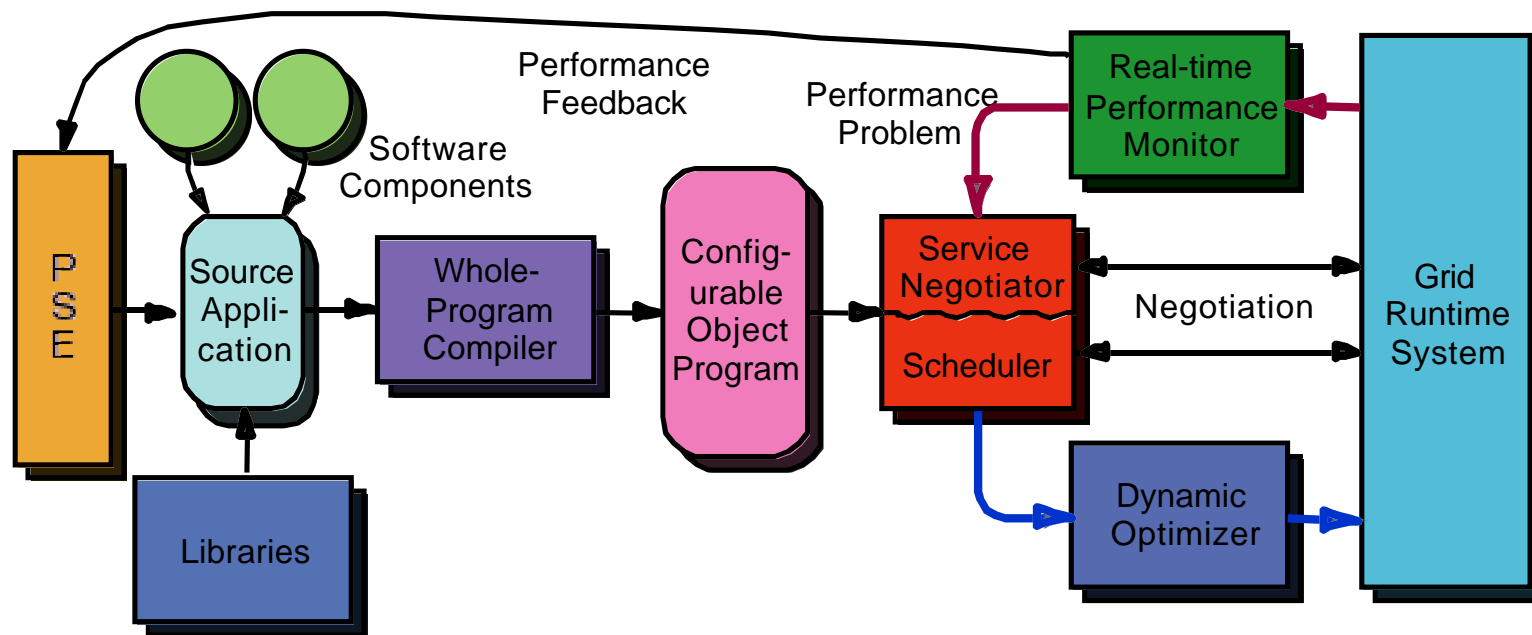 Performance
Feedback
Real-time
Performance
Monitor
Performance
Problem
Software
Components
P
S
E
Source
Appli-
cation
Whole-
Program
Compiler
Config-
urable
Object
Program
Service
Negotiator
Scheduler
Negotiation
Grid
Runtime
System
Libraries
Dynamic
Optimizer